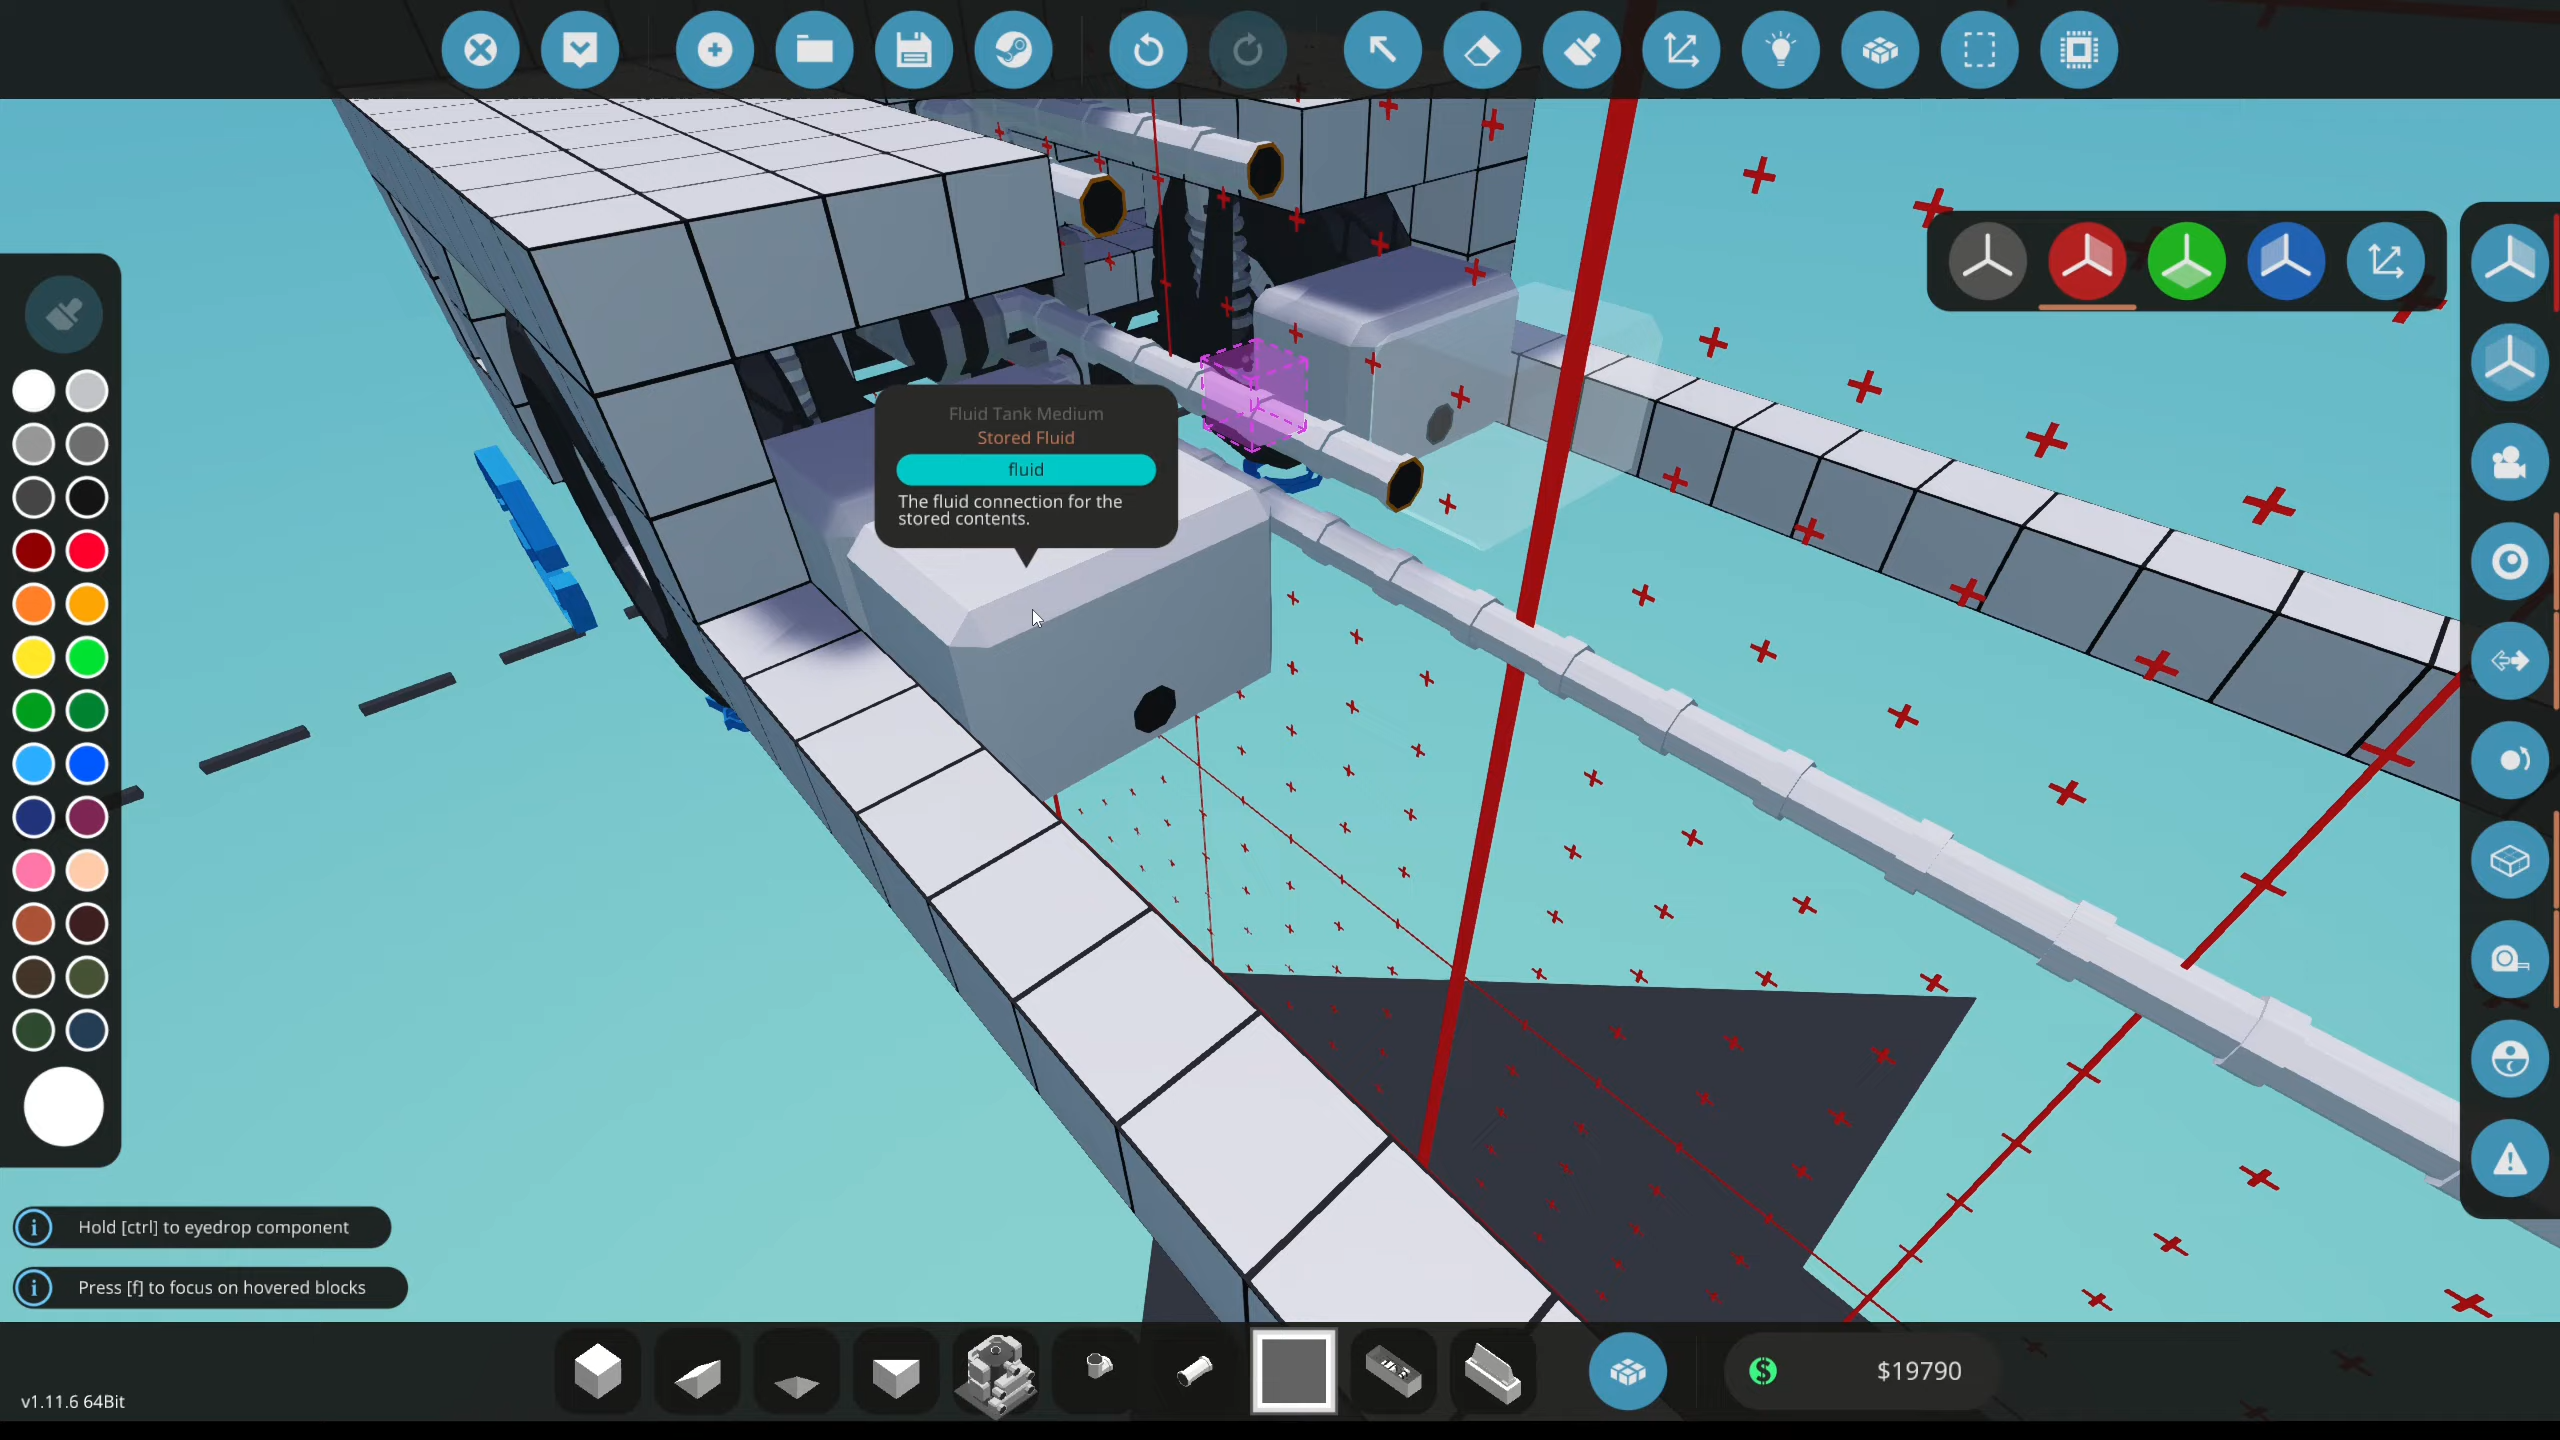 Fluid Tank Medium
Stored Fluid
fluid
The fluid connection for the
stored contents.
Hold [ctrl] to eyedrop component
Press [f] to focus on hovered blocks
v1.11.6 64Bit
$19790